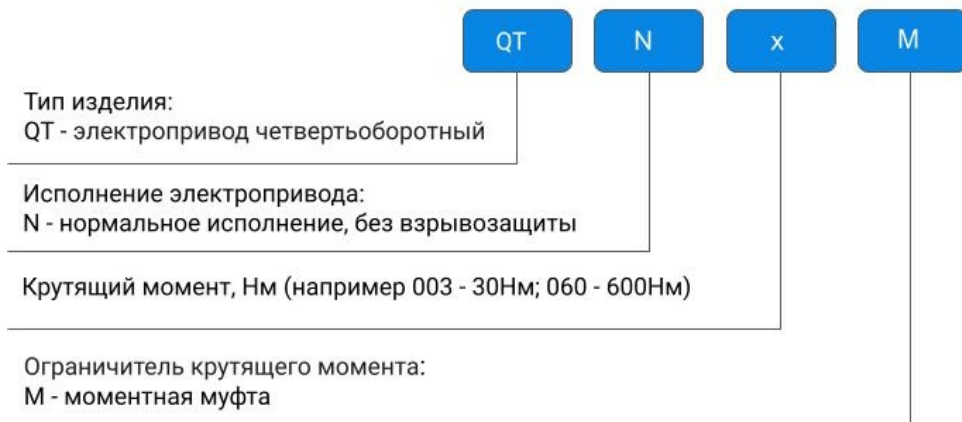 QT N x M
Тип изделия:
QT - электропривод четвертьоборотный
Исполнение электропривода:
N - нормальное исполнение, без взрывозащиты
Крутящий момент, Нм (например 003 - 30Нм; 060 - 600Нм)
Ограничитель крутящего момента:
М - моментная муфта